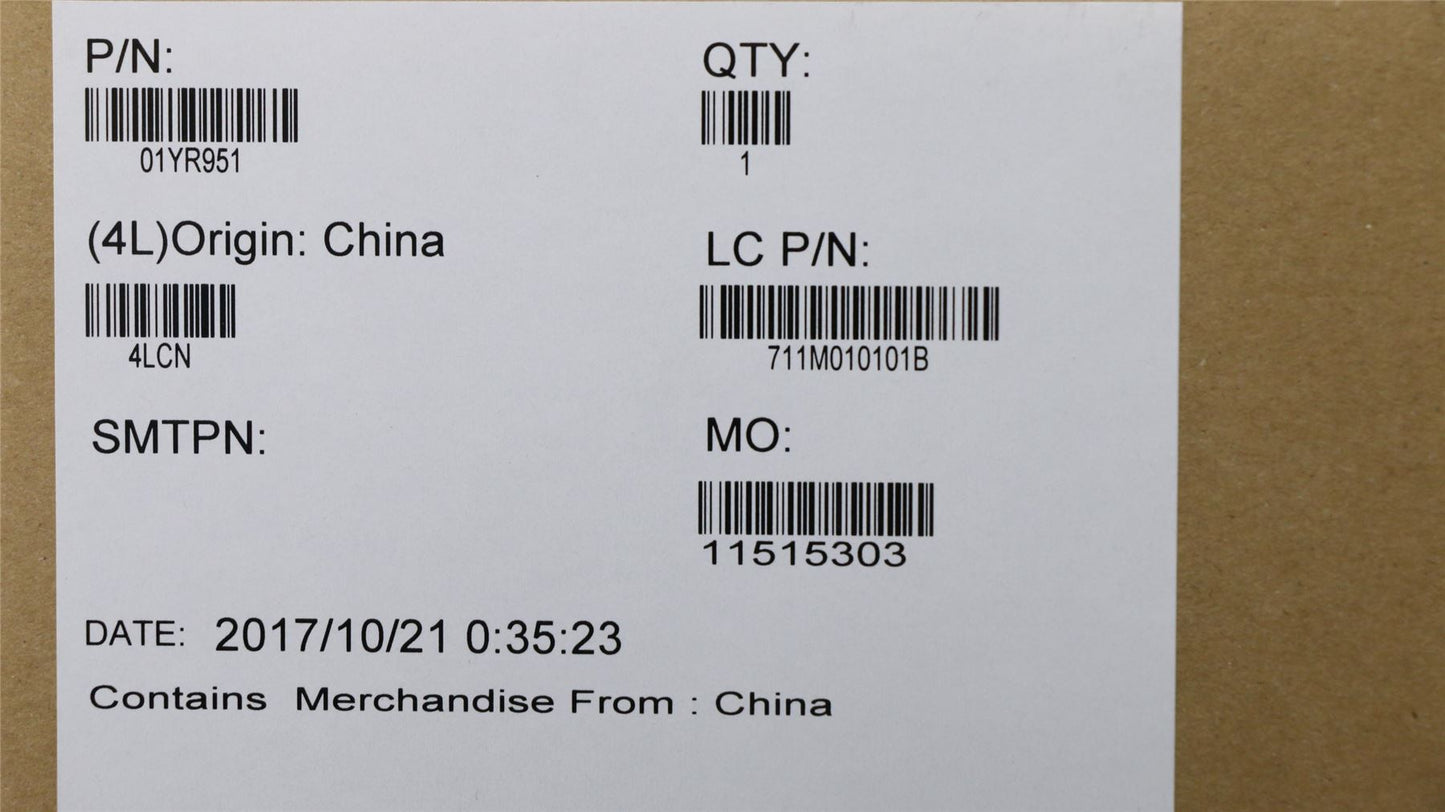 P/N:
01YR951
QTY:
1
(4L)Origin: China
4LCN
LC P/N:
711M010101B
SMTPN:
MO:
11515303
DATE: 2017/10/21 0:35:23
Contains Merchandise From : China